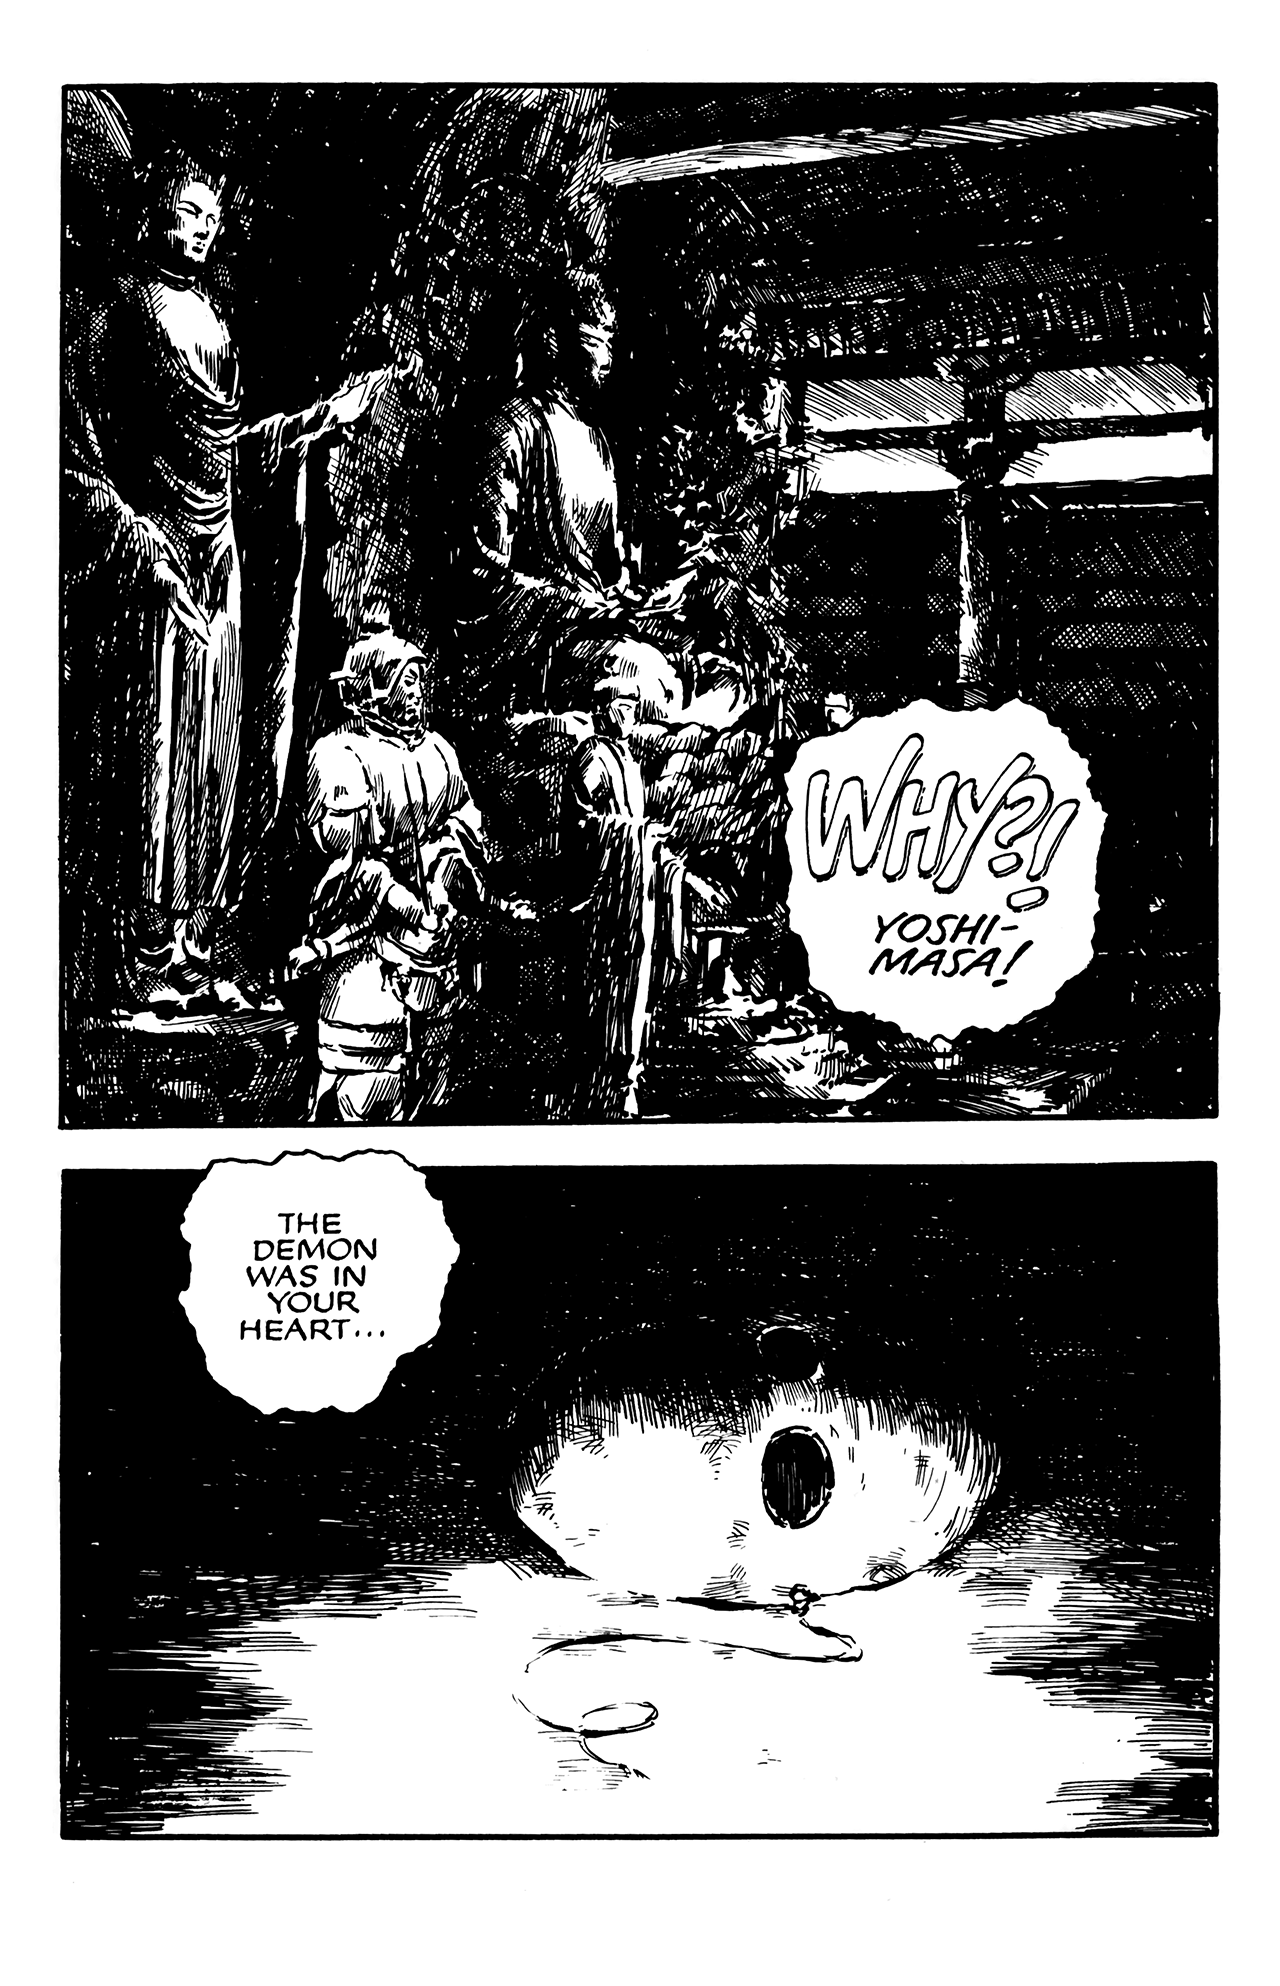 WHY?!
YOSHI-
MASA!
THE
DEMON
WAS IN
YOUR
HEART...